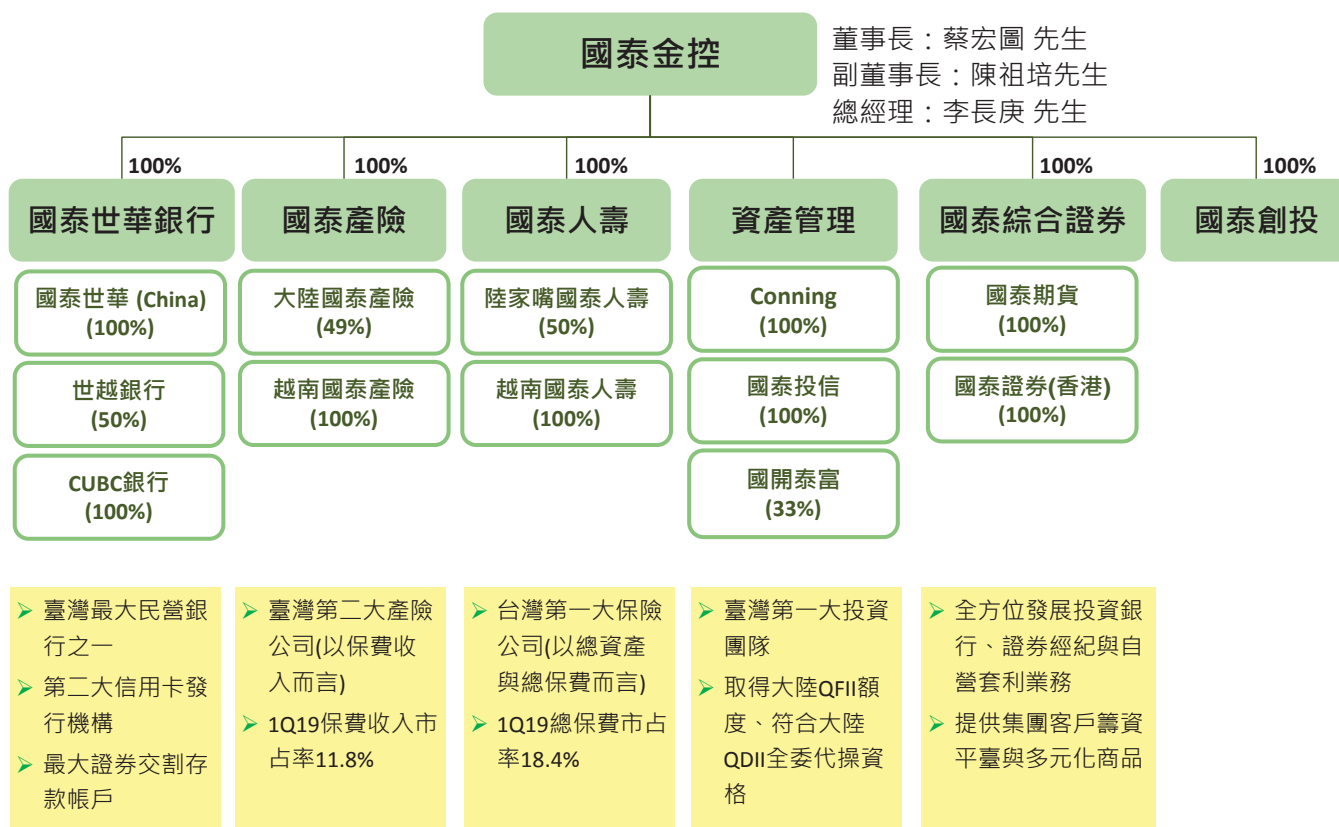 國泰金控
董事長：蔡宏圖 先生
副董事長：陳祖培先生
總經理：李長庚 先生
100%
100%
100%
100%
100%
國泰世華銀行
國泰產險
國泰人壽
資產管理
國泰綜合證券
國泰創投
國泰世華 (China)
(100%)
世越銀行
(50%)
CUBC銀行
(100%)
大陸國泰產險
(49%)
越南國泰產險
(100%)
陸家嘴國泰人壽
(50%)
越南國泰人壽
(100%)
Conning
(100%)
國泰投信
(100%)
國開泰富
(33%)
國泰期貨
(100%)
國泰證券(香港)
(100%)
➢ 臺灣最大民營銀
行之一
➢ 第二大信用卡發
行機構
➢ 最大證券交割存
款帳戶
➢ 臺灣第二大產險
公司(以保費收
入而言)
➢ 1Q19保費收入市
占率11.8%
➢ 台灣第一大保險
公司(以總資產
與總保費而言)
➢ 1Q19總保費市占
率18.4%
➢ 臺灣第一大投資
團隊
➢ 取得大陸QFII額
度、符合大陸
QDII全委代操資
格
➢ 全方位發展投資銀
行、證券經紀與自
營套利業務
➢ 提供集團客戶籌資
平臺與多元化商品